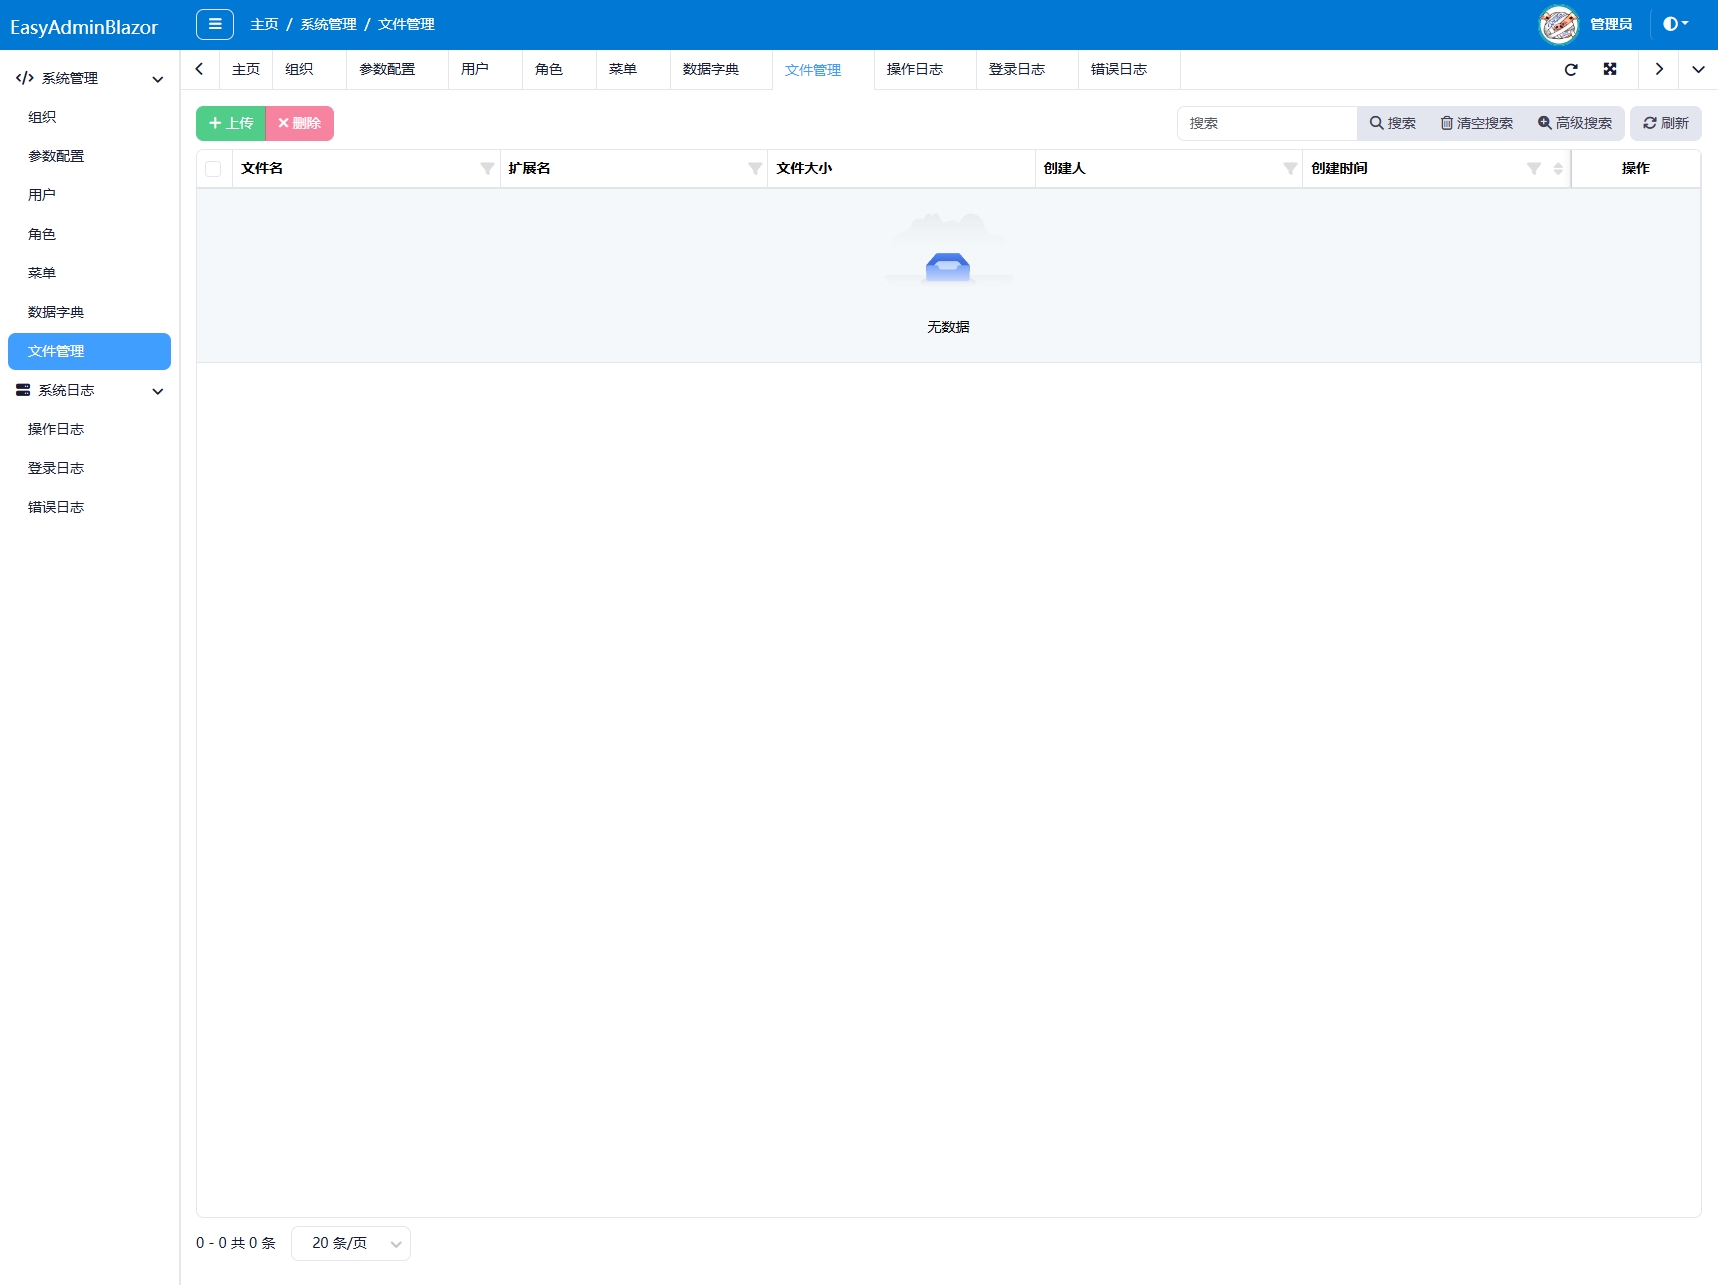 EasyAdminBlazor
主页 / 系统管理 / 文件管理
管理员
系统管理
组织
参数配置
用户
角色
菜单
数据字典
文件管理
系统日志
操作日志
登录日志
错误日志
主页 组织 参数配置 用户 角色 菜单 数据字典 文件管理 操作日志 登录日志 错误日志
上传 删除
搜索 搜索 清空搜索 高级搜索 刷新
文件名 扩展名 文件大小 创建人 创建时间 操作
无数据
0 - 0 共 0 条 20 条/页